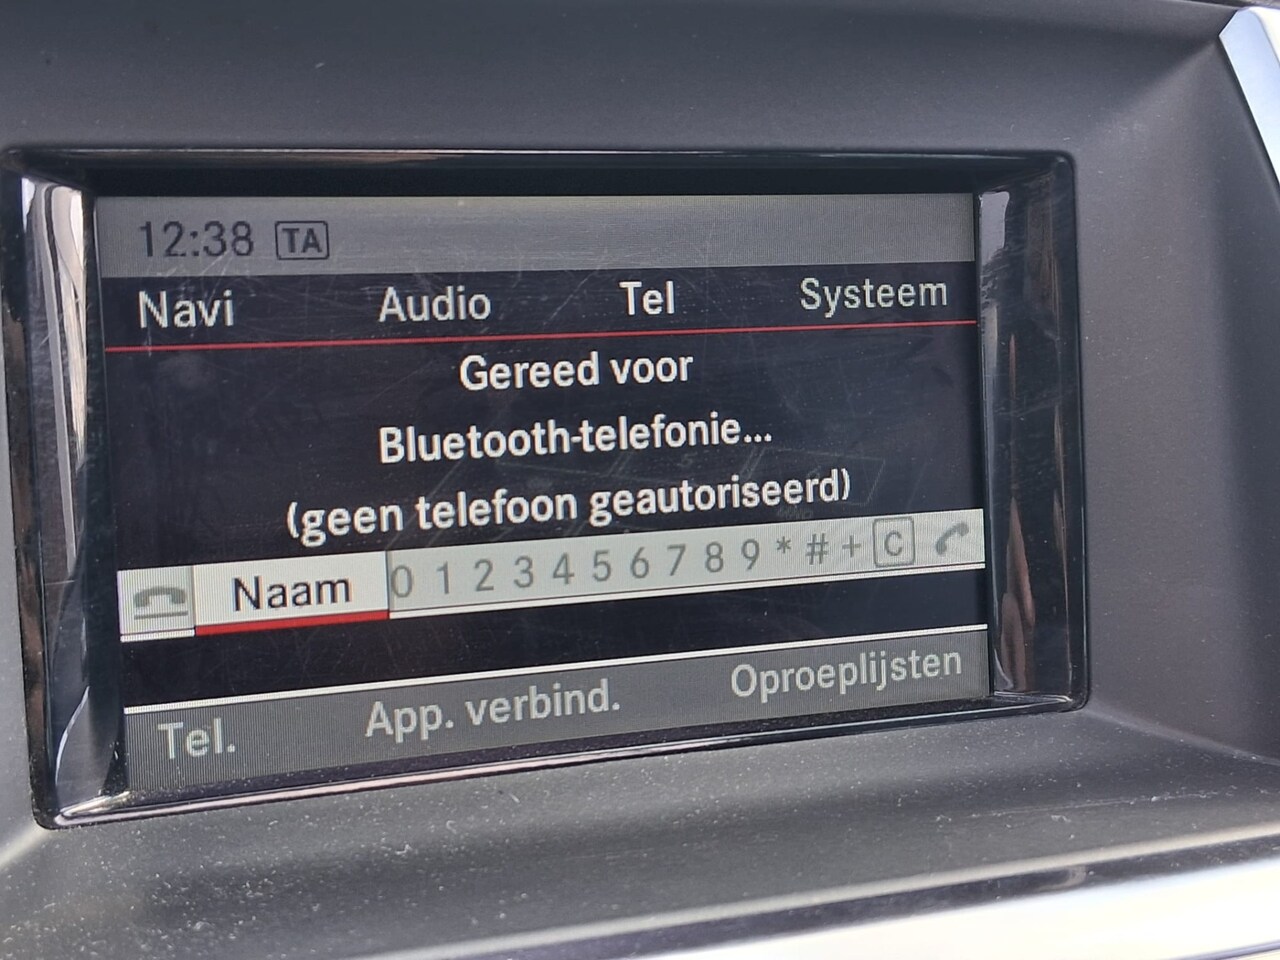 12:38 TA
Navi Audio Tel Systeem
Gereed voor
Bluetooth-telefonie...
(geen telefoon geautoriseerd)
Naam 0 1 2 3 4 5 6 7 8 9 * # + C
Tel. App. verbind. Oproeplijsten